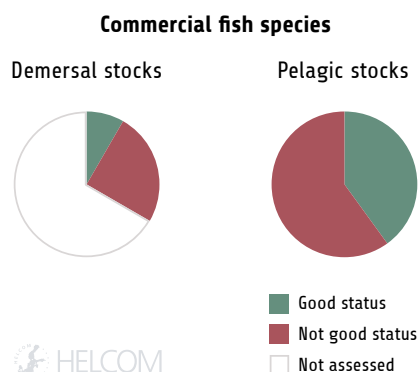 Commercial fish species
Demersal stocks
Pelagic stocks
Good status
Not good status
Not assessed
HELCOM